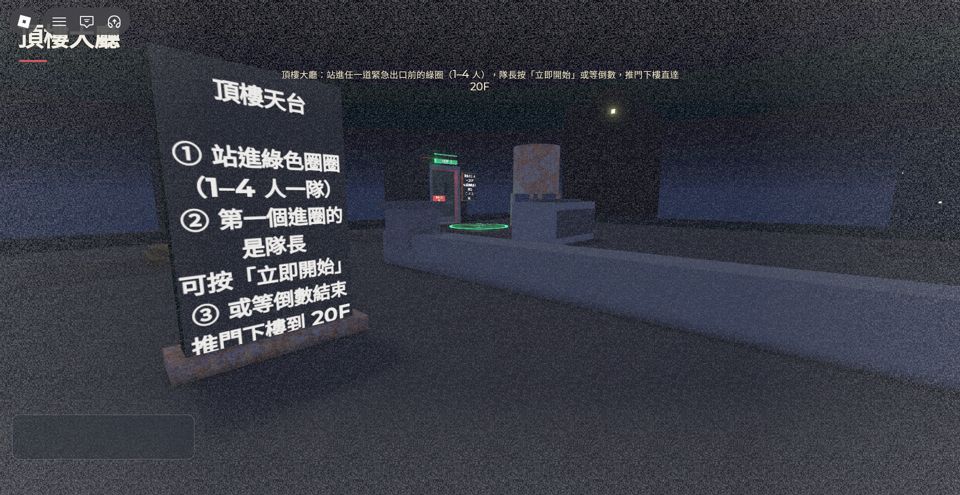 頂樓大廳
頂樓大廳：站進任一道緊急出口前的綠圈（1–4 人），隊長按「立即開始」或等倒數，推門下樓直達
20F
頂樓天台
① 站進綠色圈圈
（1–4 人一隊）
② 第一個進圈的
是隊長
可按「立即開始」
③ 或等倒數結束
推門下樓到 20F